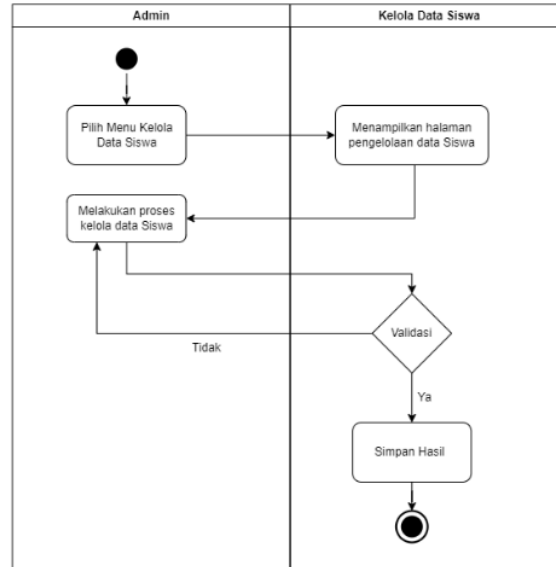 Admin
Kelola Data Siswa
Pilih Menu Kelola
Data Siswa
Menampilkan halaman
pengelolaan data Siswa
Melakukan proses
kelola data Siswa
Validasi
Tidak
Ya
Simpan Hasil